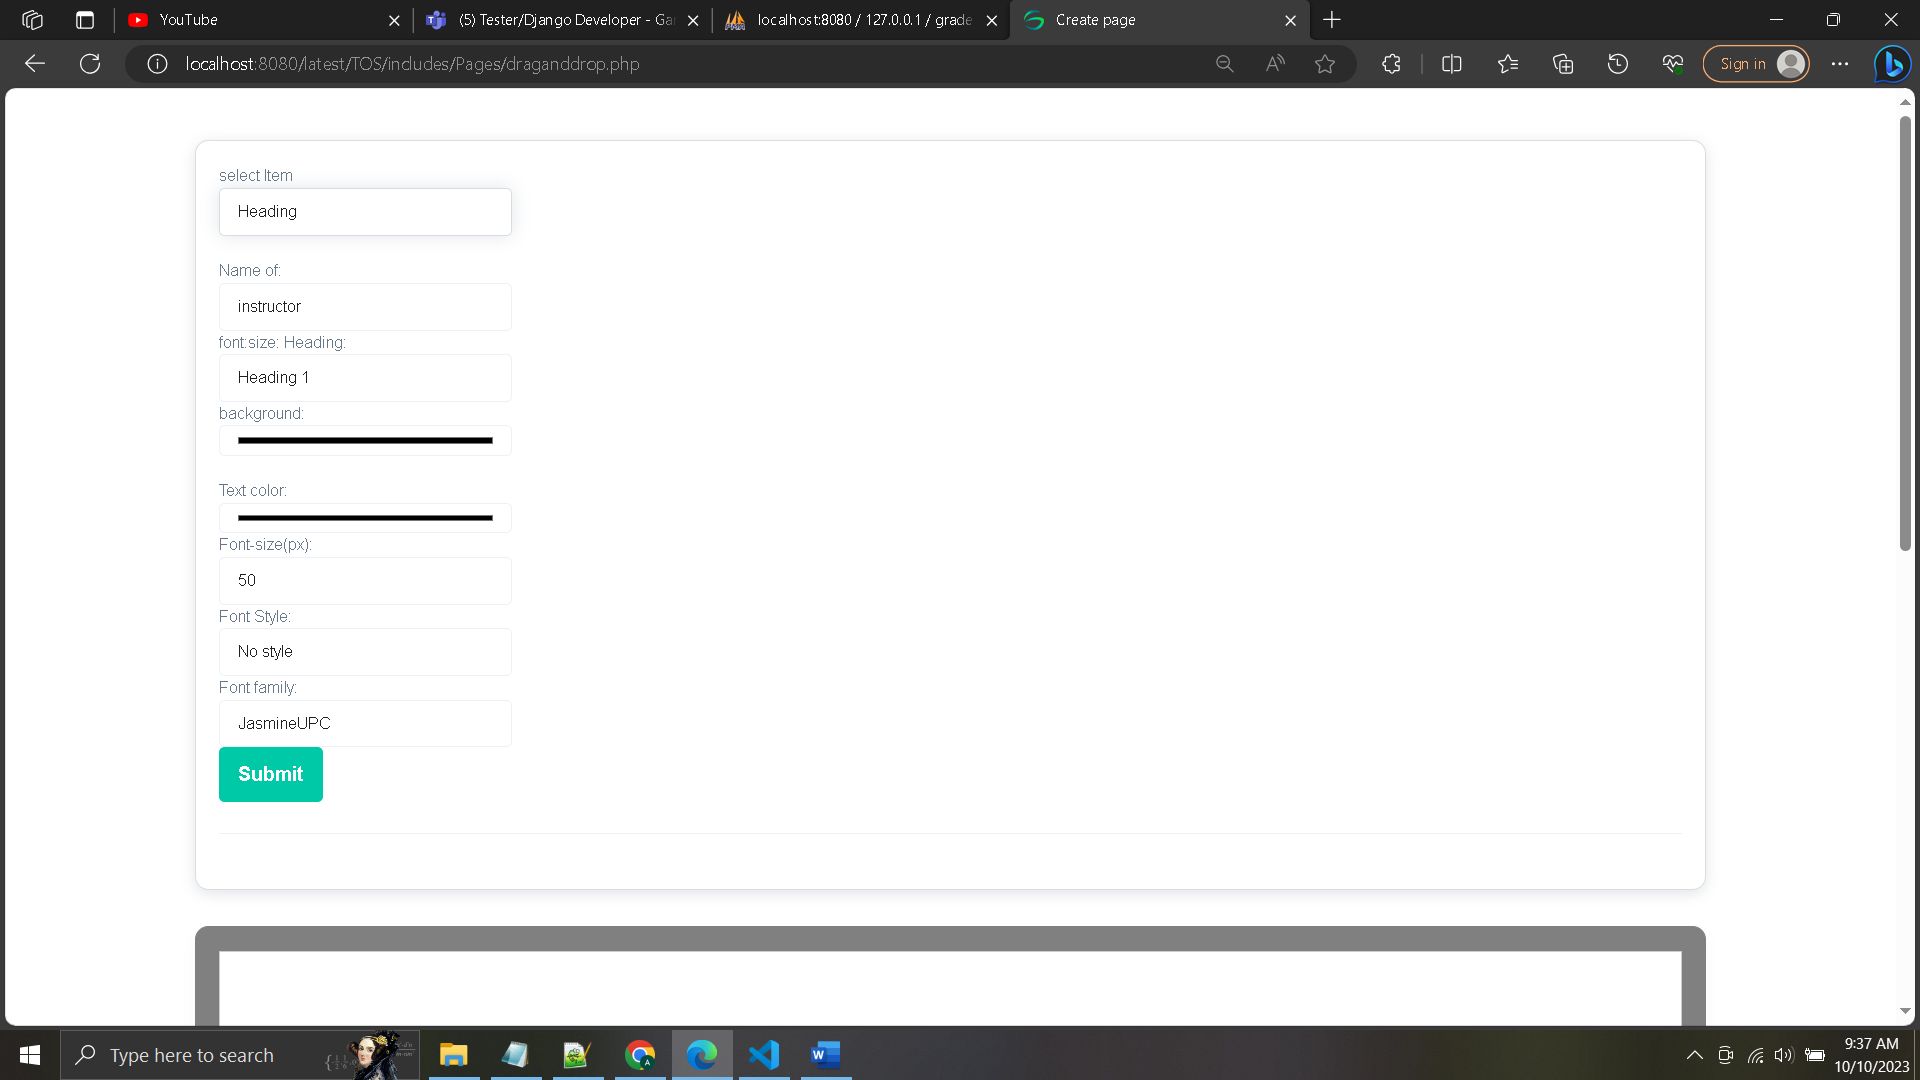 YouTube
(5) Tester/Django Developer - Ga
localhost:8080 / 127.0.0.1 / grade
Create page
localhost:8080/latest/TOS/includes/Pages/draganddrop.php
Sign in
select Item
Heading
Name of:
instructor
font:size: Heading:
Heading 1
background:
Text color:
Font-size(px):
50
Font Style:
No style
Font family:
JasmineUPC
Submit
Type here to search
9:37 AM
10/10/2023